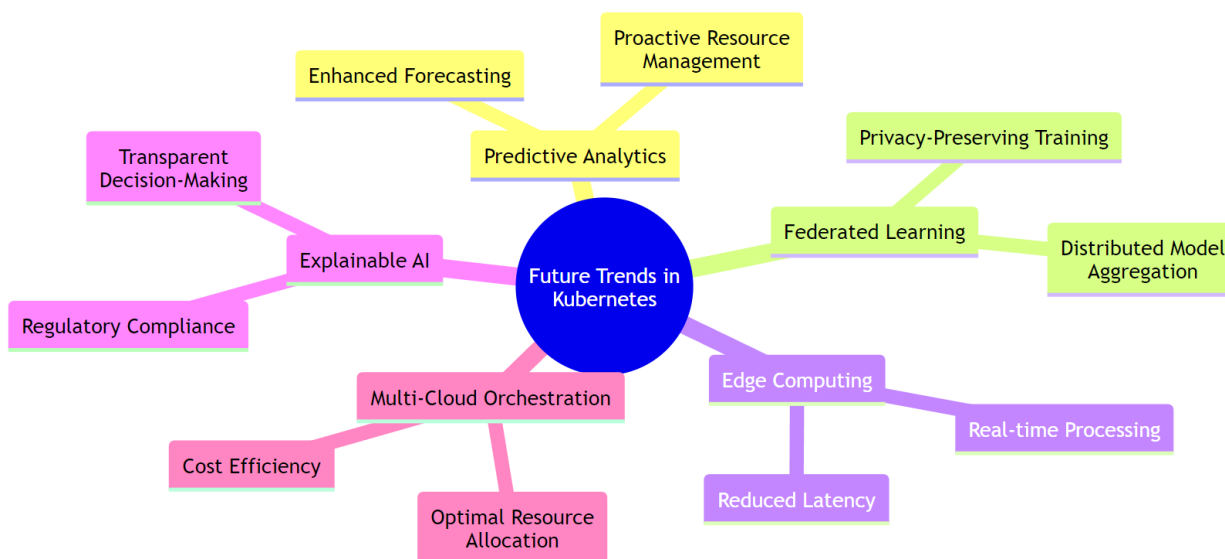 Proactive Resource
Management
Enhanced Forecasting
Predictive Analytics
Privacy-Preserving Training
Federated Learning
Distributed Model
Aggregation
Transparent
Decision-Making
Explainable AI
Regulatory Compliance
Future Trends in
Kubernetes
Edge Computing
Real-time Processing
Reduced Latency
Multi-Cloud Orchestration
Cost Efficiency
Optimal Resource
Allocation